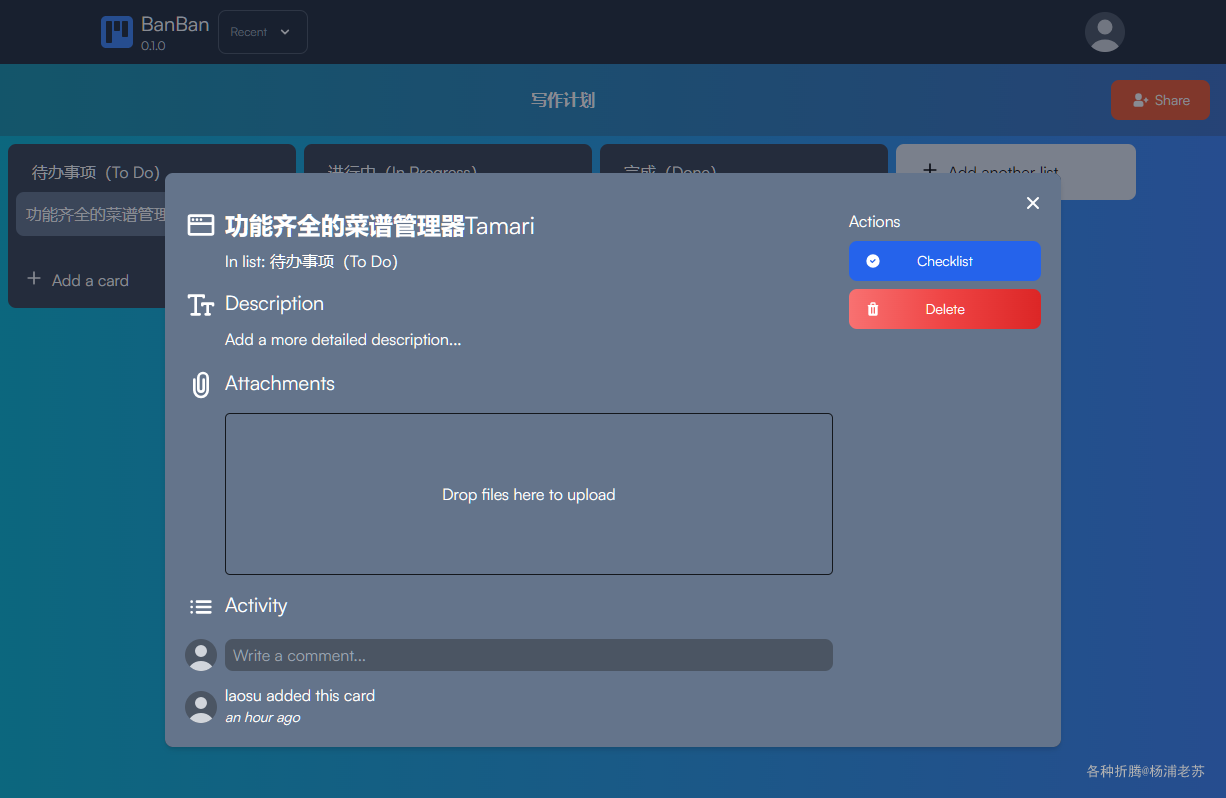 BanBan
0.1.0
Recent
写作计划
Share
待办事项（To Do）
进行中（In Progress）
完成（Done）
Add another list
功能齐全的菜谱管理
Add a card
功能齐全的菜谱管理器Tamari
In list: 待办事项（To Do）
Description
Add a more detailed description...
Attachments
Drop files here to upload
Activity
Write a comment...
laosu added this card
an hour ago
Actions
Checklist
Delete
各种折腾@杨浦老苏